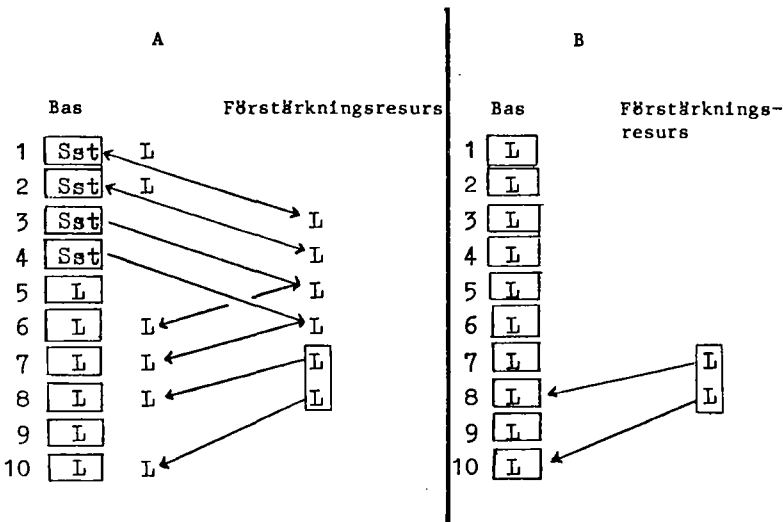 A B
Bas Förstärkningsresurs Bas Förstärknings-
resurs
1 Sst L 1 L
2 Sst L 2 L
3 Sst L 3 L
4 Sst L 4 L
5 L L 5 L
6 L L L 6 L
7 L L L 7 L L
8 L L L 8 L L
9 L 9 L
10 L L 10 L